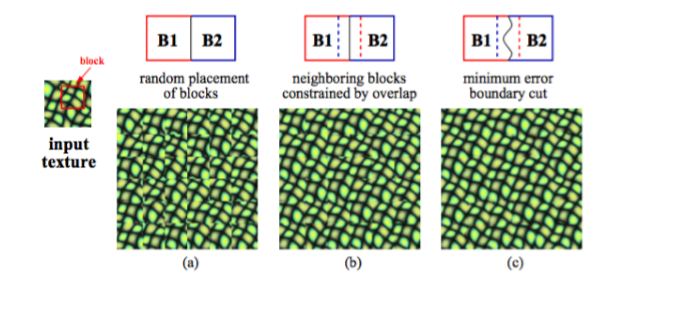 B1 B2
B1 B2
B1 B2
block
random placement
of blocks
neighboring blocks
constrained by overlap
minimum error
boundary cut
input
texture
(a)
(b)
(c)